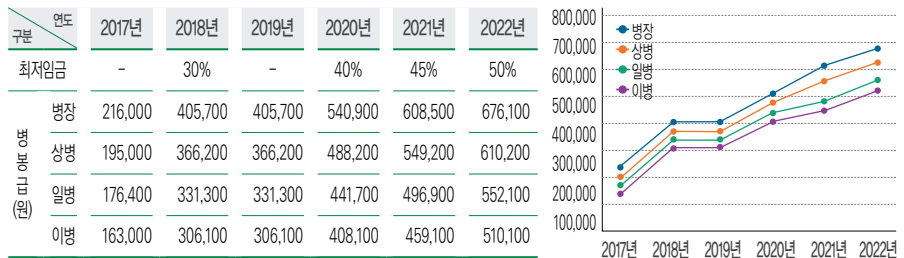 연도
구분
2017년 2018년 2019년 2020년 2021년 2022년
최저임금 – 30% – 40% 45% 50%
병봉급(원)
병장 216,000 405,700 405,700 540,900 608,500 676,100
상병 195,000 366,200 366,200 488,200 549,200 610,200
일병 176,400 331,300 331,300 441,700 496,900 552,100
이병 163,000 306,100 306,100 408,100 459,100 510,100
800,000
700,000
600,000
500,000
400,000
300,000
200,000
100,000
병장
상병
일병
이병
2017년 2018년 2019년 2020년 2021년 2022년